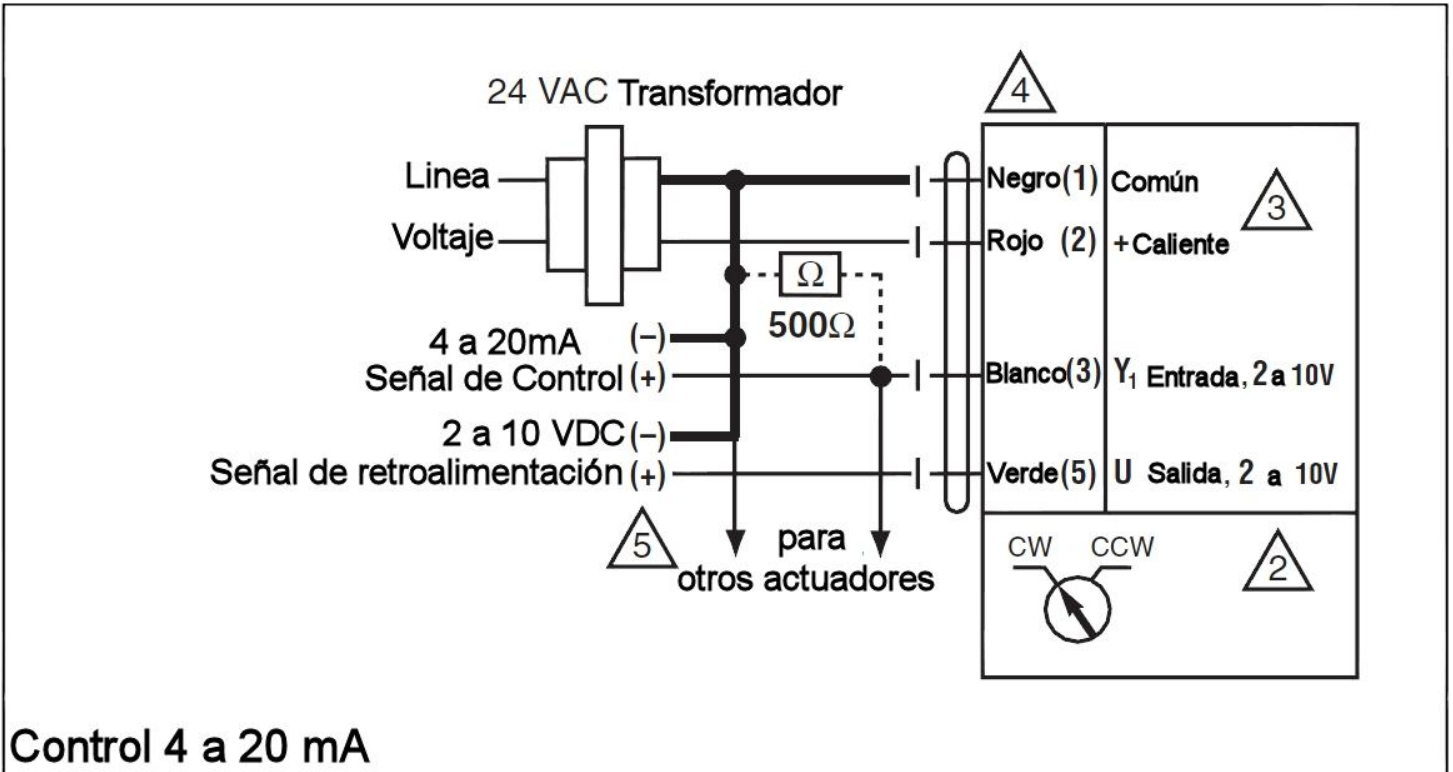 24 VAC Transformador
4
Linea
Negro(1) Común
3
Voltaje
Rojo (2) +Caliente
Ω
500Ω
4 a 20mA (−)
Señal de Control (+)
Blanco(3) Y₁ Entrada, 2 a 10V
2 a 10 VDC (−)
Señal de retroalimentación (+)
Verde(5) U Salida, 2 a 10V
5
para
otros actuadores
CW CCW
2
Control 4 a 20 mA